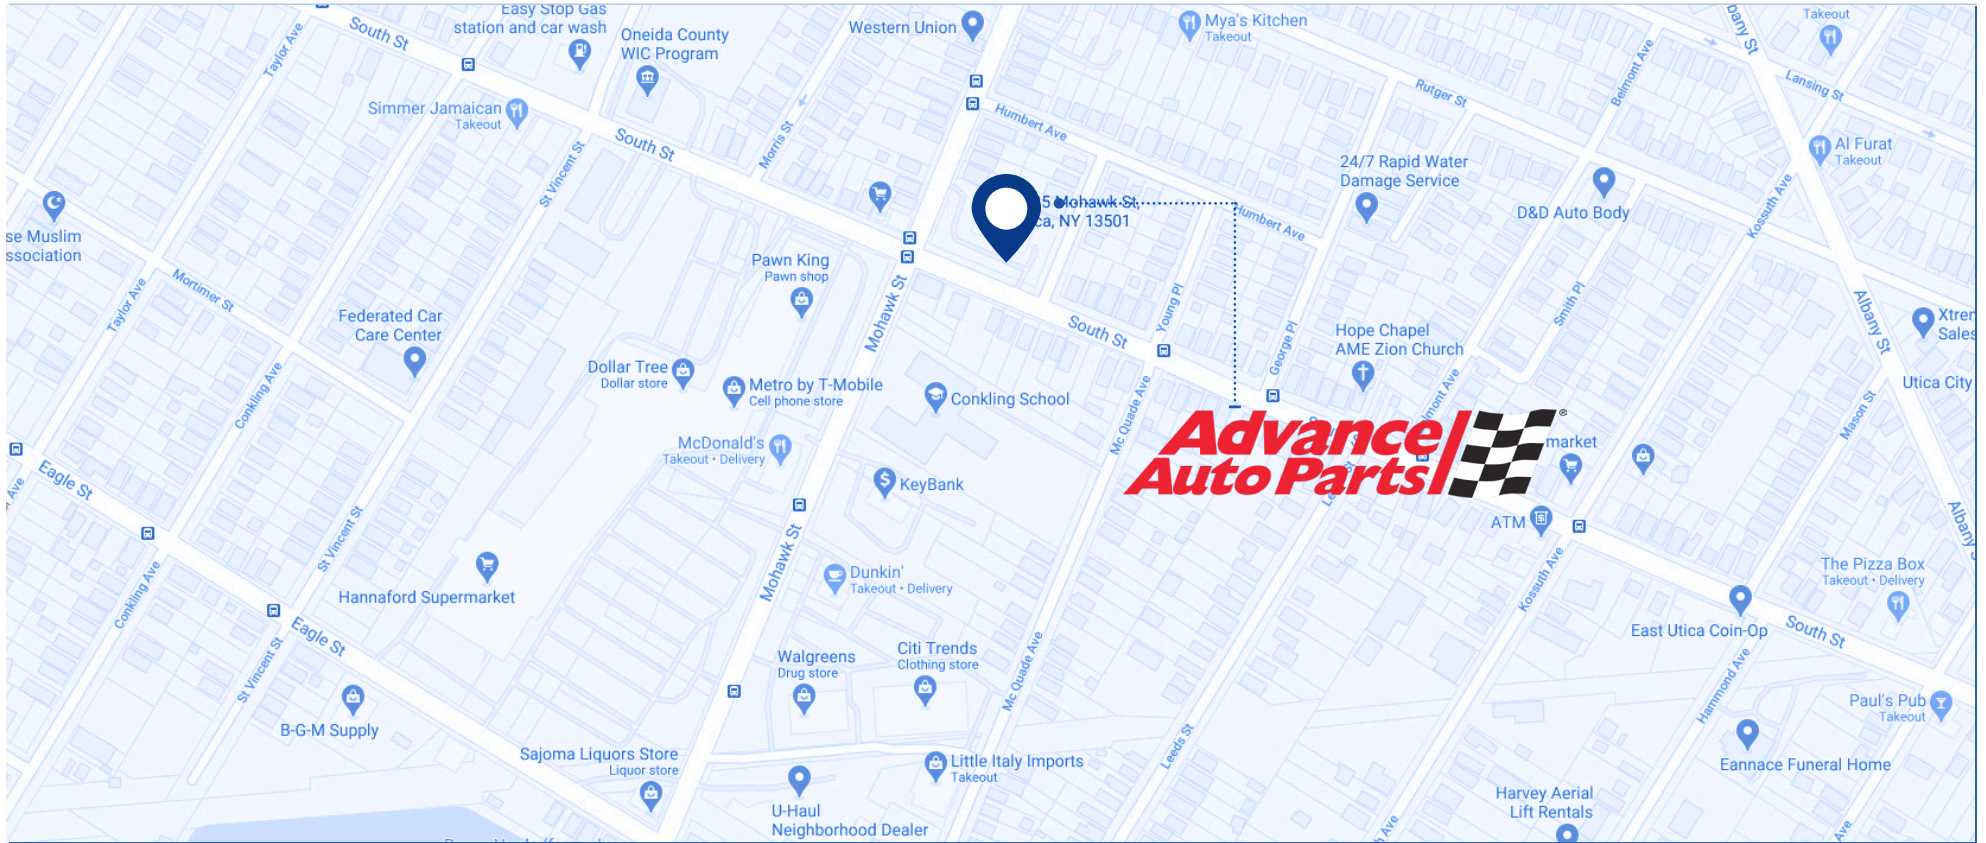 Easy Stop Gas
station and car wash
South St
Taylor Ave
Oneida County
WIC Program
Western Union
Mya's Kitchen
Takeout
Takeout
Albany St
Lansing St
Belmont Ave
Rutger St
Simmer Jamaican
Takeout
South St
Morris St
Humbert Ave
St Vincent St
24/7 Rapid Water
Damage Service
Al Furat
Takeout
Kossuth Ave
D&D Auto Body
Mohawk St,
NY 13501
Humbert Ave
Muslim
Pawn King
Pawn shop
Mortimer St
Taylor Ave
Mohawk St
Young Pl
Smith Pl
Albany St
Federated Car
Care Center
South St
George Pl
Hope Chapel
AME Zion Church
Sales
Dollar Tree
Dollar store
Metro by T-Mobile
Cell phone store
Conkling School
Conkling Ave
Mc Quade Ave
Utica City
Mason St
McDonald's
Takeout • Delivery
Advance
Auto Parts
®
market
Eagle St
KeyBank
ATM
Albany
St Vincent St
Mohawk St
Hannaford Supermarket
Dunkin'
Takeout • Delivery
The Pizza Box
Takeout • Delivery
Conkling Ave
Kossuth Ave
Eagle St
East Utica Coin-Op
South St
St Vincent St
Walgreens
Drug store
Citi Trends
Clothing store
Mc Quade Ave
Hammond Ave
Paul's Pub
Takeout
B-G-M Supply
Leeds St
Sajoma Liquors Store
Liquor store
Little Italy Imports
Takeout
Eannace Funeral Home
U-Haul
Neighborhood Dealer
Harvey Aerial
Lift Rentals
Ave